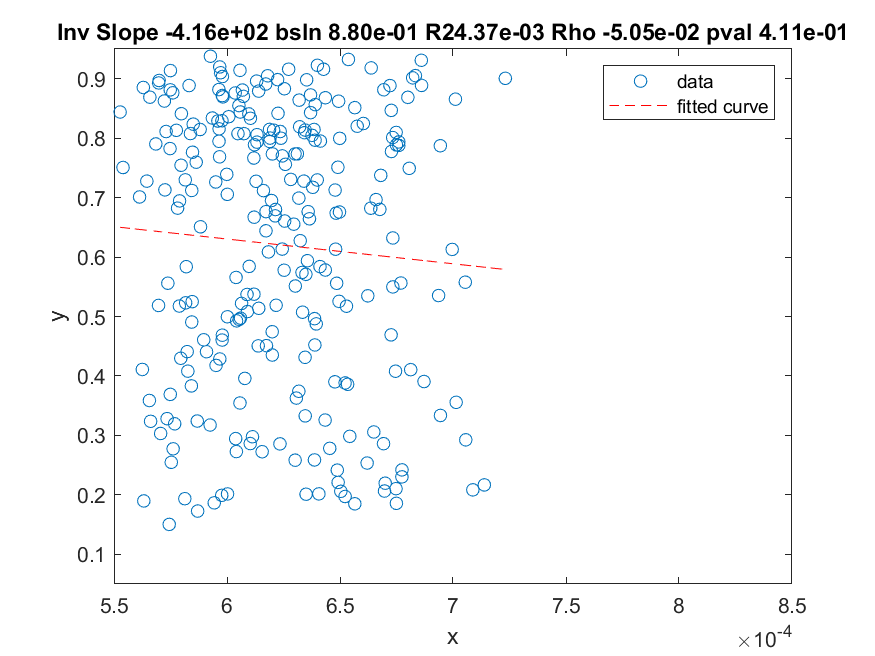 Inv Slope -4.16e+02 bsln 8.80e-01 R24.37e-03 Rho -5.05e-02 pval 4.11e-01
data
fitted curve
y
0.9
0.8
0.7
0.6
0.5
0.4
0.3
0.2
0.1
5.5 6 6.5 7 7.5 8 8.5
x
×10-4